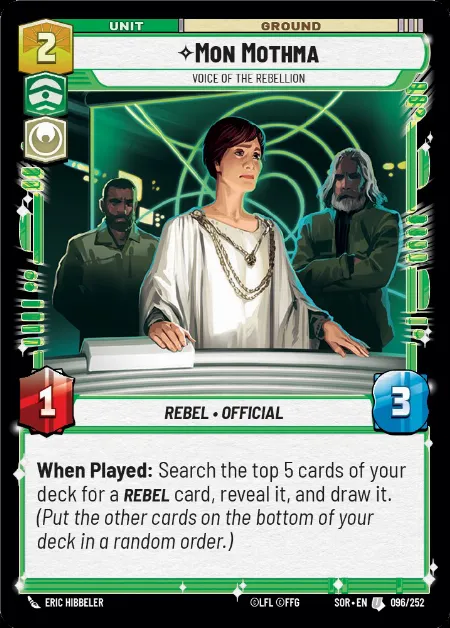 UNIT
GROUND
2
✧MON MOTHMA
VOICE OF THE REBELLION
1
REBEL • OFFICIAL
3
When Played: Search the top 5 cards of your
deck for a REBEL card, reveal it, and draw it.
(Put the other cards on the bottom of your
deck in a random order.)
ERIC HIBBELER
©LFL ©FFG
SOR • EN
U
096/252